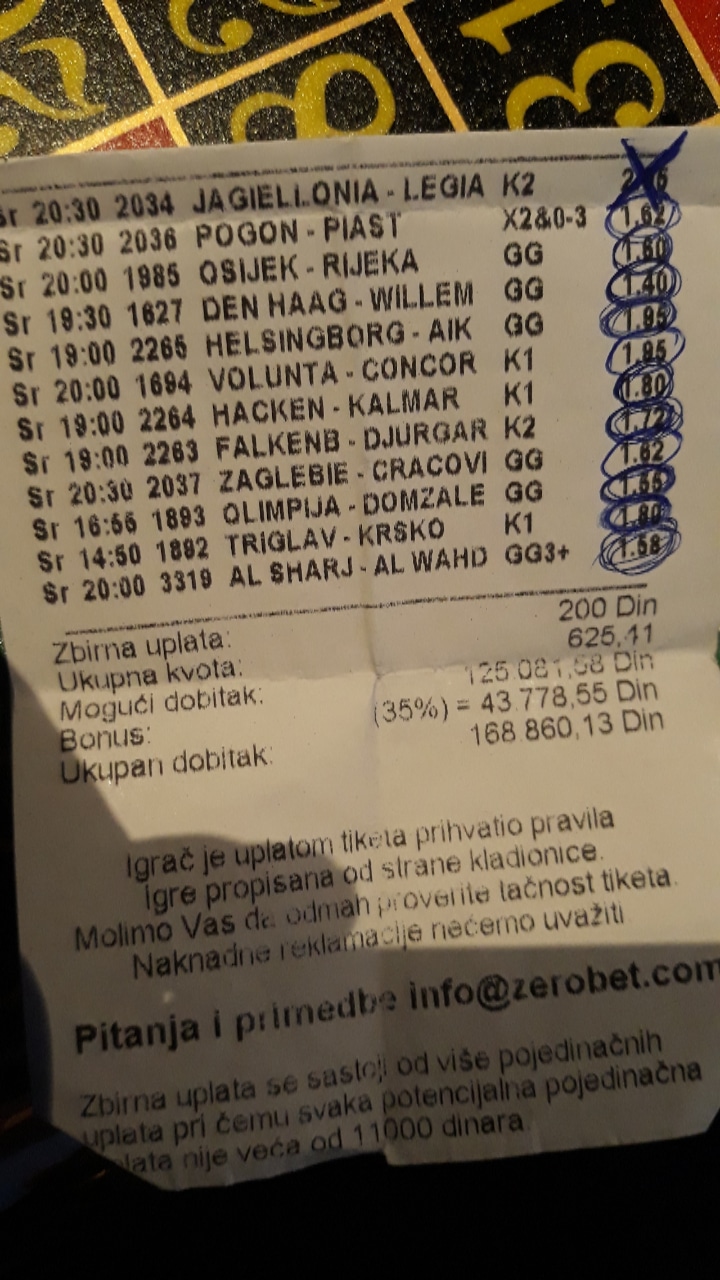 8
31
Sr 20:30 2034 JAGIELLONIA - LEGIA K2
Sr 20:30 2036 POGON - PIAST X2&0-3 1.62
Sr 20:00 1985 OSIJEK - RIJEKA GG 1.60
Sr 19:30 1627 DEN HAAG - WILLEM GG 1.40
Sr 19:00 2265 HELSINGBORG - AIK GG 1.85
Sr 20:00 1694 VOLUNTA - CONCOR K1 1.95
Sr 19:00 2264 HACKEN - KALMAR K1 1.80
Sr 19:00 2263 FALKENB - DJURGAR K2 1.72
Sr 20:30 2037 ZAGLEBIE - CRACOVI GG 1.62
Sr 16:55 1893 OLIMPIJA - DOMZALE GG 1.55
Sr 14:50 1892 TRIGLAV - KRSKO K1 1.80
Sr 20:00 3319 AL SHARJ - AL WAHD GG3+ 1.58
Zbirna uplata: 200 Din
Ukupna kvota: 625,41
Mogući dobitak: 125.081,58 Din
Bonus: (35%) = 43.778,55 Din
Ukupan dobitak: 168.860,13 Din
Igrač je uplatom tiketa prihvatio pravila
Igre propisana od strane kladionice.
Molimo Vas da odmah proverite tačnost tiketa.
Naknadne reklamacije nećemo uvažiti
Pitanja i primedbe info@zerobet.com
Zbirna uplata se sastoji od više pojedinačnih
uplata pri čemu svaka potencijalna pojedinačna
uplata nije veća od 11000 dinara